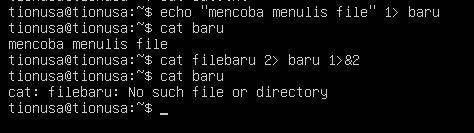 tionusa@tionusa:~$ echo "mencoba menulis file" 1> baru
tionusa@tionusa:~$ cat baru
mencoba menulis file
tionusa@tionusa:~$ cat filebaru 2> baru 1>&2
tionusa@tionusa:~$ cat baru
cat: filebaru: No such file or directory
tionusa@tionusa:~$ _